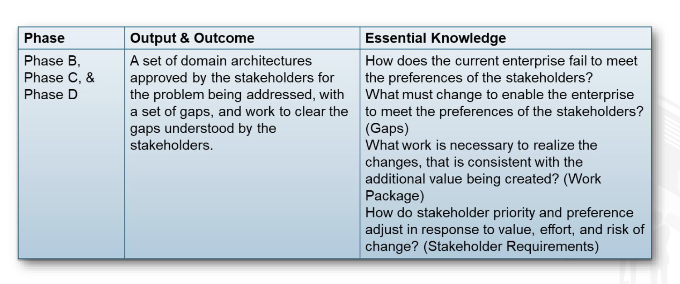 Phase
Output & Outcome
Essential Knowledge
Phase B,
Phase C, &
Phase D
A set of domain architectures
approved by the stakeholders for
the problem being addressed, with
a set of gaps, and work to clear the
gaps understood by the
stakeholders.
How does the current enterprise fail to meet
the preferences of the stakeholders?
What must change to enable the enterprise
to meet the preferences of the stakeholders?
(Gaps)
What work is necessary to realize the
changes, that is consistent with the
additional value being created? (Work
Package)
How do stakeholder priority and preference
adjust in response to value, effort, and risk of
change? (Stakeholder Requirements)